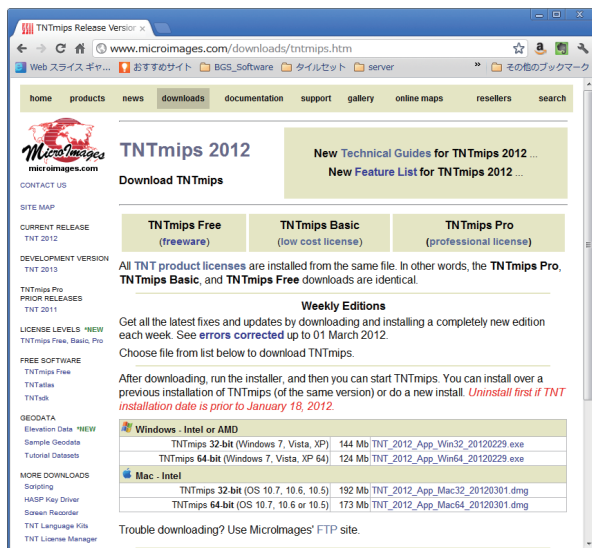 TNTmips Release Versior
www.microimages.com/downloads/tntmips.htm
Web スライス ギャ... おすすめサイト BGS_Software タイルセット server » その他のブックマーク
home products news downloads documentation support gallery online maps resellers search
MicroImages
microimages.com
CONTACT US
SITE MAP
CURRENT RELEASE
TNT 2012
DEVELOPMENT VERSION
TNT 2013
TNTmips Pro
PRIOR RELEASES
TNT 2011
LICENSE LEVELS *NEW
TNTmips Free, Basic, Pro
FREE SOFTWARE
TNTmips Free
TNTatlas
TNTsdk
GEODATA
Elevation Data *NEW
Sample Geodata
Tutorial Datasets
MORE DOWNLOADS
Scripting
HASP Key Driver
Screen Recorder
TNT Language Kits
TNT License Manager
TNTmips 2012
Download TNTmips
New Technical Guides for TNTmips 2012 ...
New Feature List for TNTmips 2012 ...
TNTmips Free
(freeware)
TNTmips Basic
(low cost license)
TNTmips Pro
(professional license)
All TNT product licenses are installed from the same file. In other words, the TNTmips Pro,
TNTmips Basic, and TNTmips Free downloads are identical.
Weekly Editions
Get all the latest fixes and updates by downloading and installing a completely new edition
each week. See errors corrected up to 01 March 2012.
Choose file from list below to download TNTmips.
After downloading, run the installer, and then you can start TNTmips. You can install over a
previous installation of TNTmips (of the same version) or do a new install. Uninstall first if TNT
installation date is prior to January 18, 2012.
Windows - Intel or AMD
TNTmips 32-bit (Windows 7, Vista, XP) 144 Mb TNT_2012_App_Win32_20120229.exe
TNTmips 64-bit (Windows 7, Vista, XP 64) 124 Mb TNT_2012_App_Win64_20120229.exe
Mac - Intel
TNTmips 32-bit (OS 10.7, 10.6, 10.5) 192 Mb TNT_2012_App_Mac32_20120301.dmg
TNTmips 64-bit (OS 10.7, 10.6 or 10.5) 173 Mb TNT_2012_App_Mac64_20120301.dmg
Trouble downloading? Use MicroImages' FTP site.